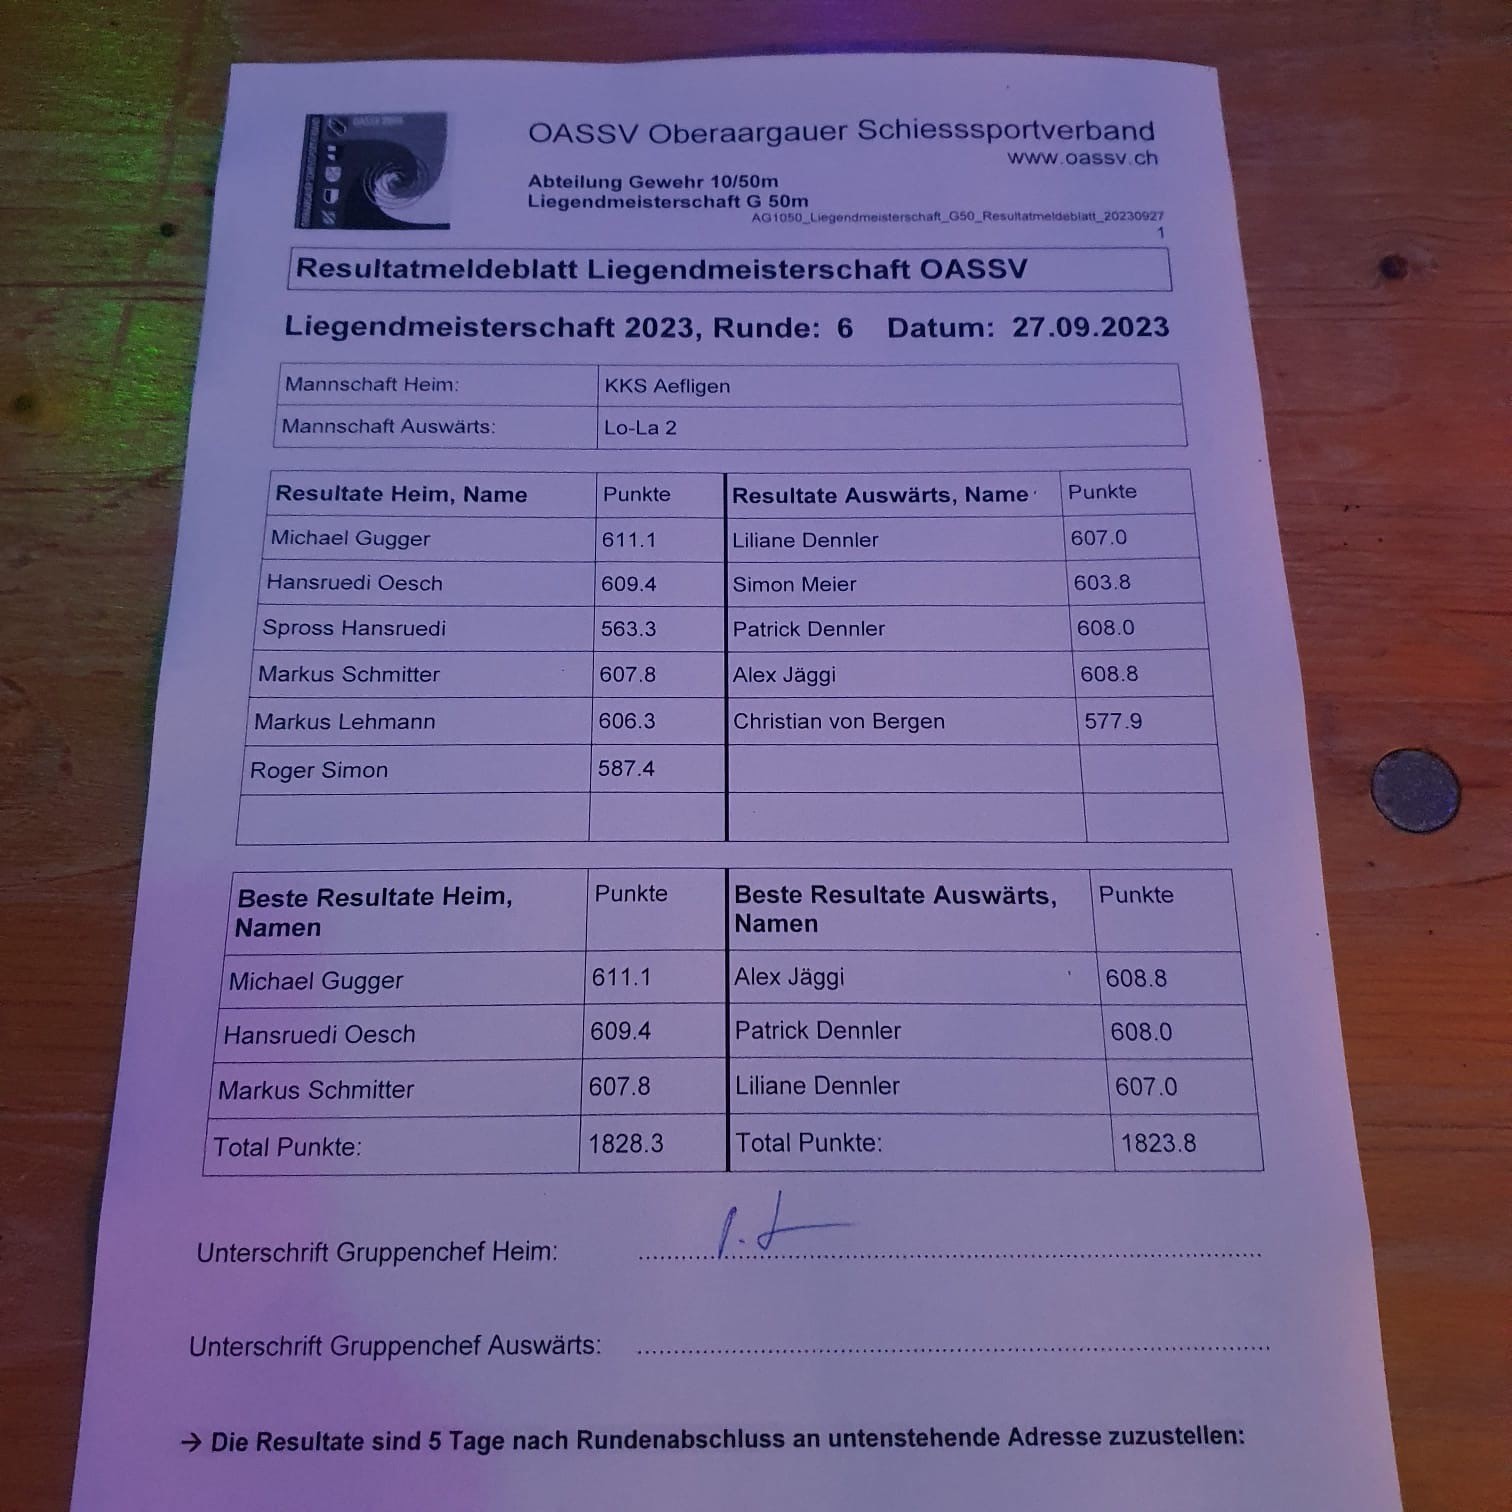 OASSV Oberaargauer Schiesssportverband
www.oassv.ch
Abteilung Gewehr 10/50m
Liegendmeisterschaft G 50m
AG1050_Liegendmeisterschaft_G50_Resultatmeldeblatt_20230927
1
Resultatmeldeblatt Liegendmeisterschaft OASSV
Liegendmeisterschaft 2023, Runde: 6 Datum: 27.09.2023
Mannschaft Heim: KKS Aefligen
Mannschaft Auswärts: Lo-La 2
Resultate Heim, Name Punkte Resultate Auswärts, Name Punkte
Michael Gugger 611.1 Liliane Dennler 607.0
Hansruedi Oesch 609.4 Simon Meier 603.8
Spross Hansruedi 563.3 Patrick Dennler 608.0
Markus Schmitter 607.8 Alex Jäggi 608.8
Markus Lehmann 606.3 Christian von Bergen 577.9
Roger Simon 587.4
Beste Resultate Heim, Punkte Beste Resultate Auswärts, Punkte
Namen Namen
Michael Gugger 611.1 Alex Jäggi 608.8
Hansruedi Oesch 609.4 Patrick Dennler 608.0
Markus Schmitter 607.8 Liliane Dennler 607.0
Total Punkte: 1828.3 Total Punkte: 1823.8
Unterschrift Gruppenchef Heim:
Unterschrift Gruppenchef Auswärts:
→ Die Resultate sind 5 Tage nach Rundenabschluss an untenstehende Adresse zuzustellen: